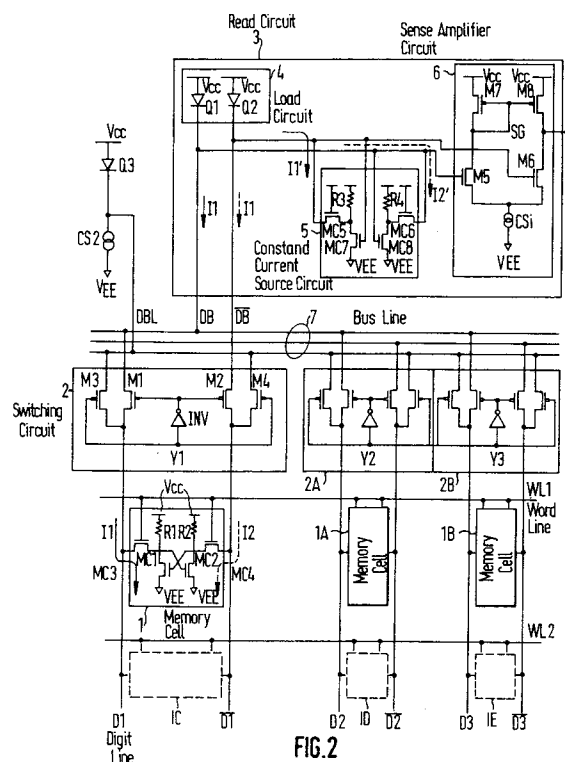 Read Circuit
3
Sense Amplifier
Circuit
4
6
Vcc Vcc
Vcc Vcc
M7 M8
Q1 Q2
Load
Circuit
SG
Vcc
Q3
I1'
I2'
M5 M6
I1 I1
R3 R4
5
MC5 MC6
MC7 MC8
CS2
CSi
VEE VEE
VEE
Constand
Current
Source Circuit
VEE
DBL DB DB 7 Bus Line
M3 M1 M2 M4
2
Switching
Circuit
INV
Y1 Y2 Y3
2A 2B
WL1
Word
Line
Vcc
I1 R1 R2 I2
1A 1B
MC1 MC2
MC3 MC4
Memory
Cell
Memory
Cell
VEE VEE
1 Memory
Cell
WL2
IC ID IE
D1 D1 D2 D2 D3 D3
Digit
Line
FIG.2